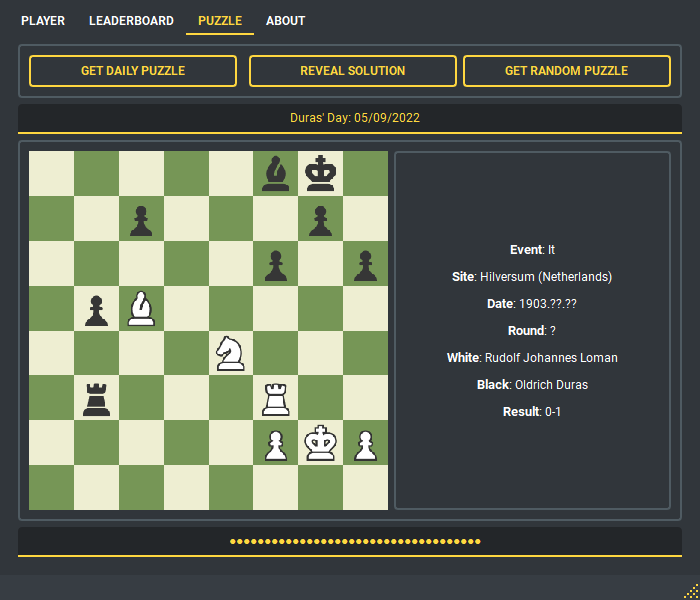 PLAYER LEADERBOARD PUZZLE ABOUT
GET DAILY PUZZLE REVEAL SOLUTION GET RANDOM PUZZLE
Duras' Day: 05/09/2022
Event: It
Site: Hilversum (Netherlands)
Date: 1903.??.??
Round: ?
White: Rudolf Johannes Loman
Black: Oldrich Duras
Result: 0-1